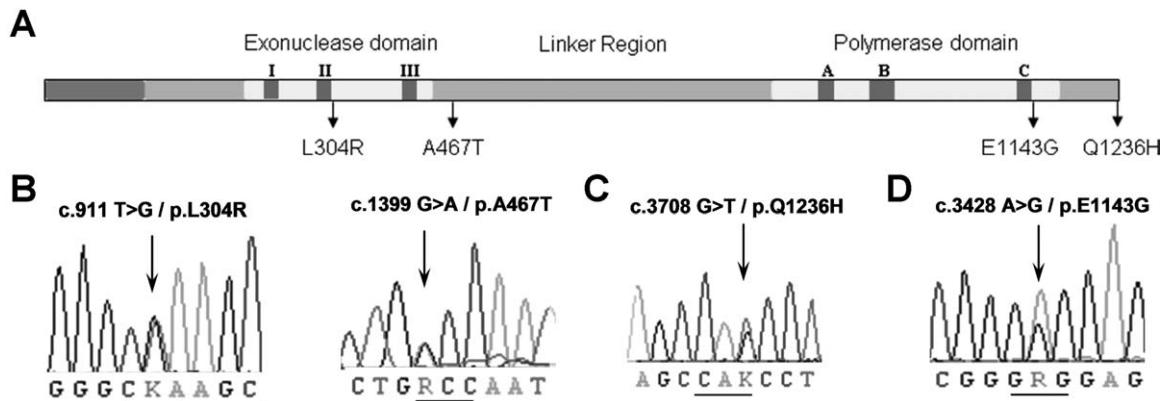 A
Exonuclease domain Linker Region Polymerase domain
I II III A B C
L304R A467T E1143G Q1236H
B C D
c.911 T>G / p.L304R c.1399 G>A / p.A467T c.3708 G>T / p.Q1236H c.3428 A>G / p.E1143G
G G G C K A A G C C T G R C C A A T A G C C A K C C T C G G G R G G A G